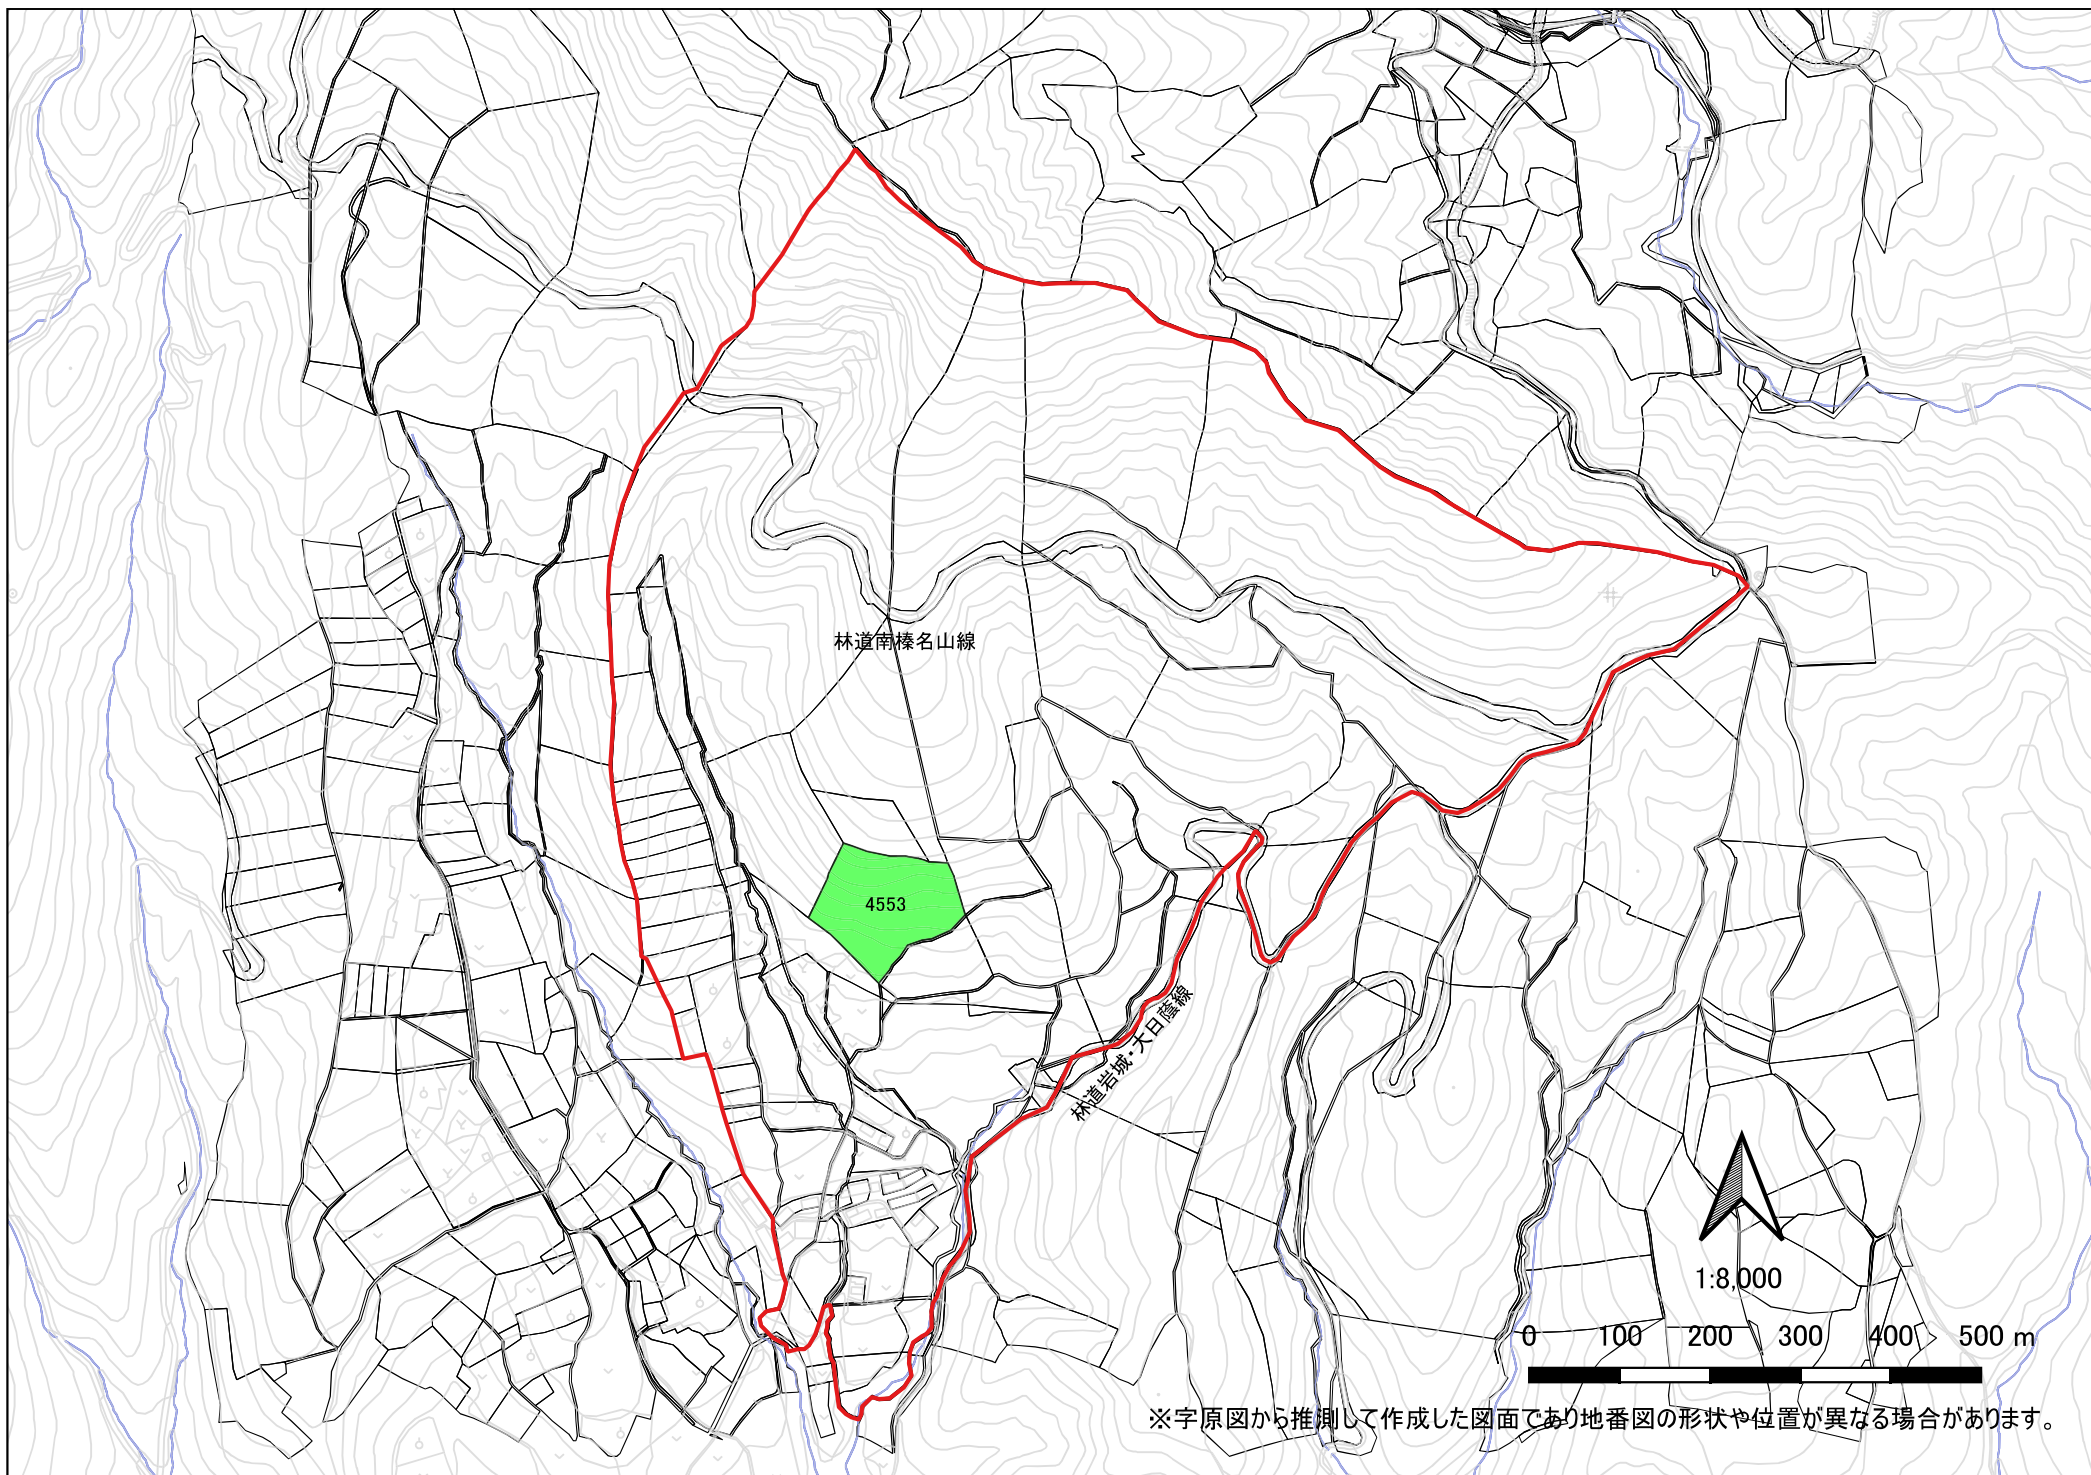 林道南榛名山線
4553
林道岩城・大日蔭線
1:8,000
0 100 200 300 400 500 m
※字原図から推測して作成した図面であり地番図の形状や位置が異なる場合があります。